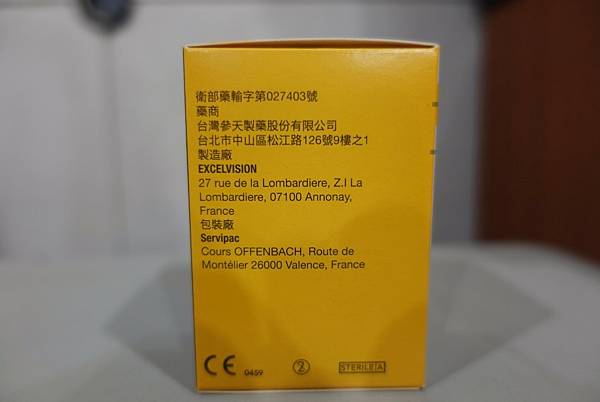 衛部藥輸字第027403號
藥商
台灣參天製藥股份有限公司
台北市中山區松江路126號9樓之1
製造廠
EXCELVISION
27 rue de la Lombardiere, Z.I La
Lombardiere, 07100 Annonay,
France
包裝廠
Servipac
Cours OFFENBACH, Route de
Montélier 26000 Valence, France
CE 0459 2 STERILE A